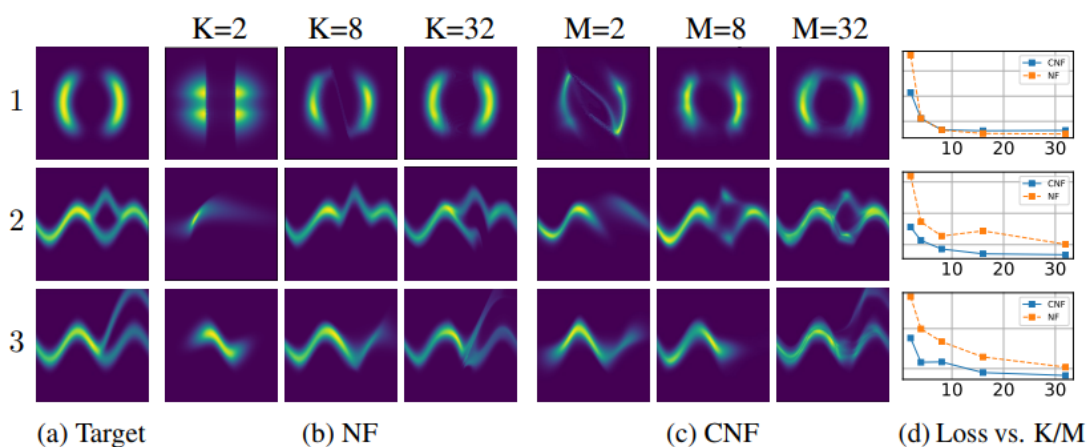 K=2 K=8 K=32 M=2 M=8 M=32
1
CNF
NF
10 20 30
2
CNF
NF
10 20 30
3
CNF
NF
10 20 30
(a) Target (b) NF (c) CNF (d) Loss vs. K/M